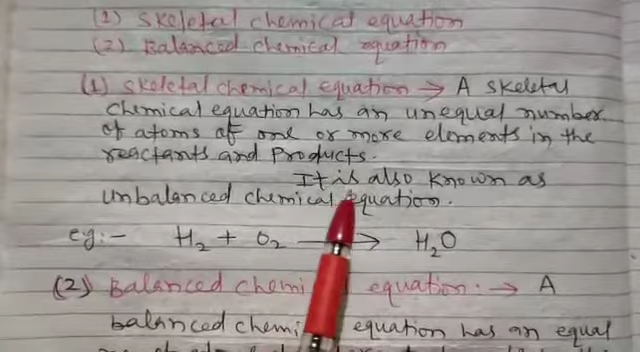 (1) Skeletal chemical equation
(2) Balanced chemical equation
(1) Skeletal chemical equation → A skeletal
chemical equation has an unequal number
of atoms of one or more elements in the
reactants and Products.
It is also known as
unbalanced chemical equation.
eg:- H₂ + O₂ → H₂O
(2) Balanced chemi equation. → A
balanced chemi equation has an equal